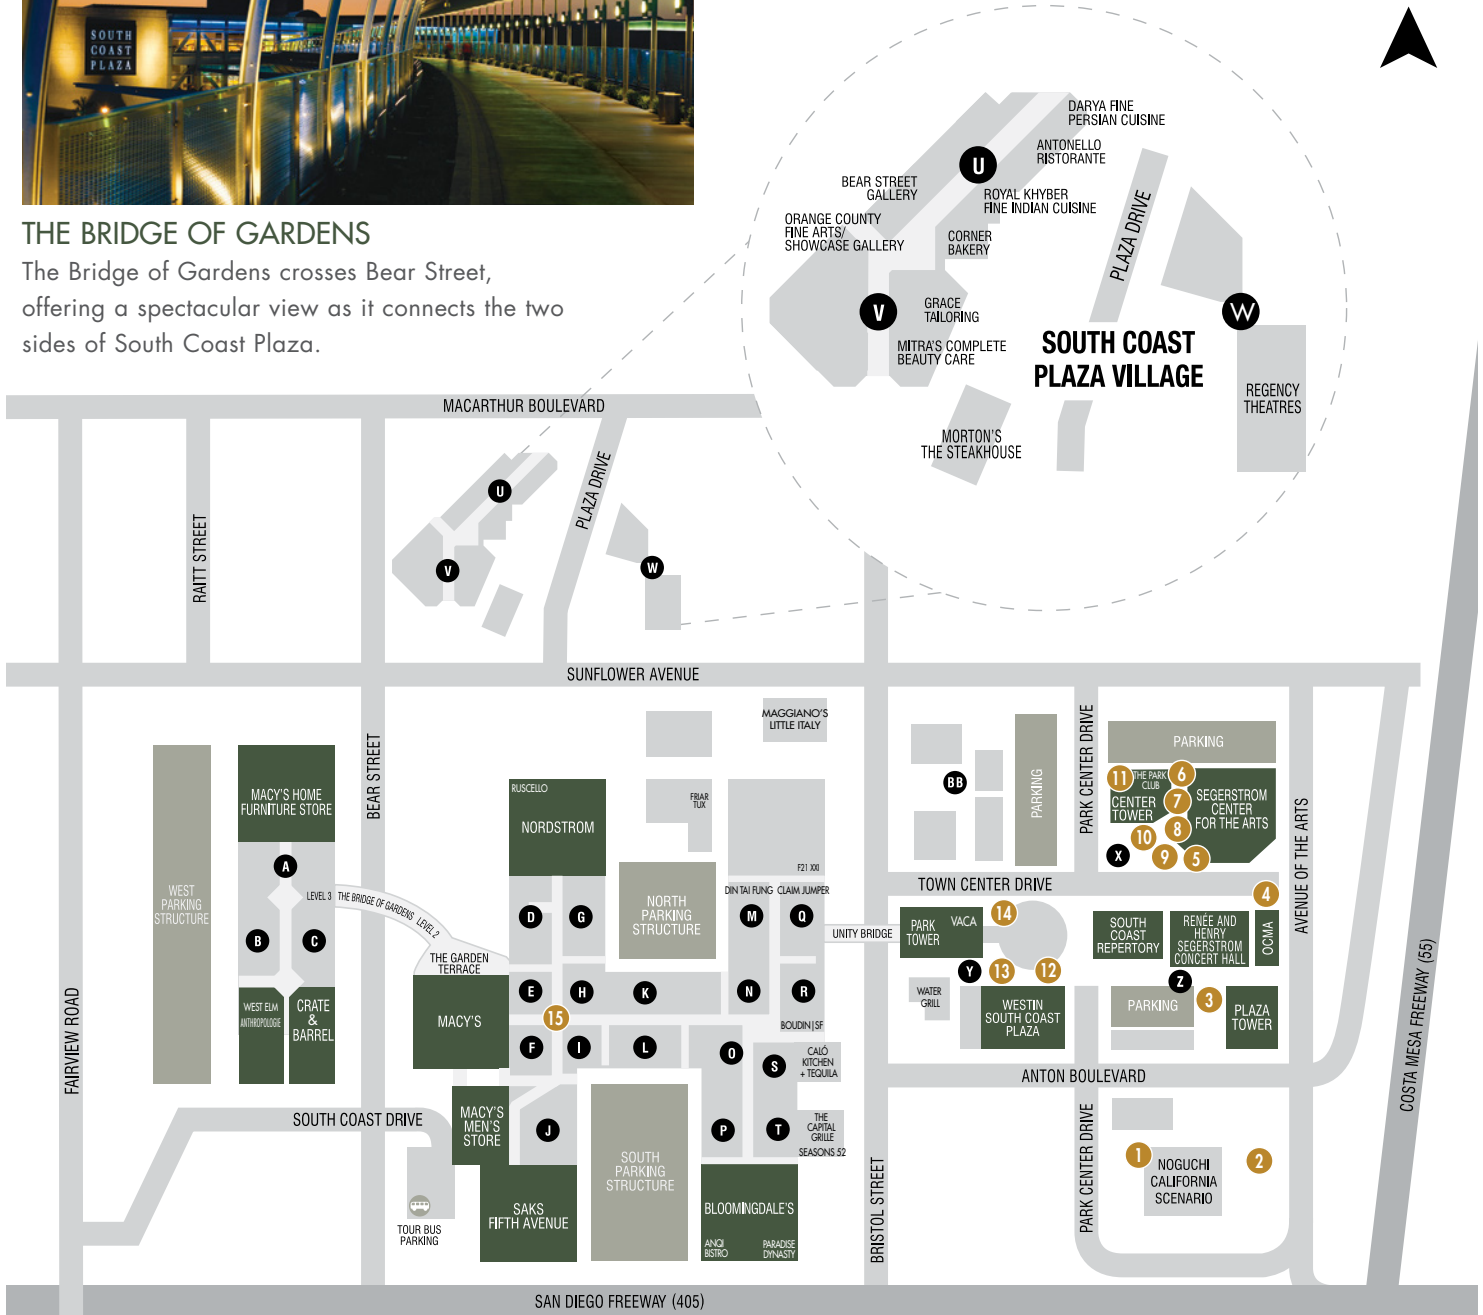 SOUTH
COAST
PLAZA
THE BRIDGE OF GARDENS
The Bridge of Gardens crosses Bear Street,
offering a spectacular view as it connects the two
sides of South Coast Plaza.
DARYA FINE
PERSIAN CUISINE
ANTONELLO
RISTORANTE
U
BEAR STREET
GALLERY
ROYAL KHYBER
FINE INDIAN CUISINE
ORANGE COUNTY
FINE ARTS/
SHOWCASE GALLERY
CORNER
BAKERY
PLAZA DRIVE
V
GRACE
TAILORING
W
MITRA'S COMPLETE
BEAUTY CARE
SOUTH COAST
PLAZA VILLAGE
REGENCY
THEATRES
MORTON'S
THE STEAKHOUSE
MACARTHUR BOULEVARD
RAITT STREET
U
PLAZA DRIVE
V
W
SUNFLOWER AVENUE
MAGGIANO'S
LITTLE ITALY
BEAR STREET
MACY'S HOME
FURNITURE STORE
RUSCELLO
NORDSTROM
FRIAR
TUX
F21 XXI
BB
PARKING
PARK CENTER DRIVE
PARKING
11
THE PARK
CLUB
6
CENTER
TOWER
7
SEGERSTROM
CENTER
FOR THE ARTS
8
10
X
9
5
AVENUE OF THE ARTS
A
WEST
PARKING
STRUCTURE
LEVEL 3
THE BRIDGE OF GARDENS
LEVEL 2
B
C
D
G
NORTH
PARKING
STRUCTURE
DIN TAI FUNG
CLAIM JUMPER
M
Q
TOWN CENTER DRIVE
4
UNITY BRIDGE
PARK
TOWER
VACA
14
SOUTH
COAST
REPERTORY
RENÉE AND
HENRY
SEGERSTROM
CONCERT HALL
OCMA
THE GARDEN
TERRACE
WEST ELM
ANTHROPOLOGIE
CRATE
&
BARREL
MACY'S
E
H
K
N
R
15
BOUDIN|SF
WATER
GRILL
Y
13
12
WESTIN
SOUTH COAST
PLAZA
Z
PARKING
3
PLAZA
TOWER
F
I
L
O
S
CALÓ
KITCHEN
+ TEQUILA
ANTON BOULEVARD
FAIRVIEW ROAD
COSTA MESA FREEWAY (55)
SOUTH COAST DRIVE
MACY'S
MEN'S
STORE
J
SOUTH
PARKING
STRUCTURE
P
T
THE
CAPITAL
GRILLE
SEASONS 52
BRISTOL STREET
PARK CENTER DRIVE
1
NOGUCHI
CALIFORNIA
SCENARIO
2
TOUR BUS
PARKING
SAKS
FIFTH AVENUE
BLOOMINGDALE'S
ANQI
BISTRO
PARADISE
DYNASTY
SAN DIEGO FREEWAY (405)